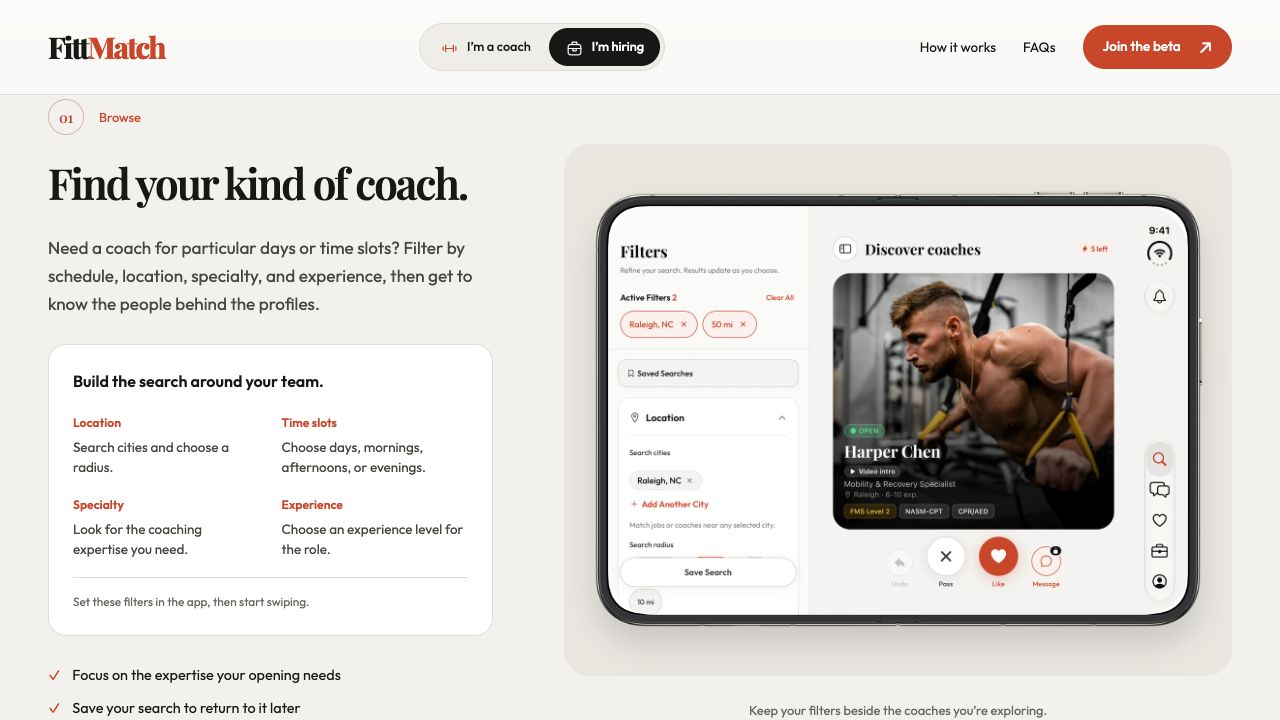 FittMatch
I'm a coach
I'm hiring
How it works
FAQs
Join the beta
01
Browse
Find your kind of coach.
Need a coach for particular days or time slots? Filter by
schedule, location, specialty, and experience, then get to
know the people behind the profiles.
Build the search around your team.
Location
Search cities and choose a
radius.
Time slots
Choose days, mornings,
afternoons, or evenings.
Specialty
Look for the coaching
expertise you need.
Experience
Choose an experience level for
the role.
Set these filters in the app, then start swiping.
Focus on the expertise your opening needs
Save your search to return to it later
Filters
Refine your search. Results update as you choose.
Active Filters 2
Clear All
Raleigh, NC
50 mi
Saved Searches
Location
Search cities
Raleigh, NC
Add Another City
Match jobs or coaches near any selected city.
Search radius
Save Search
10 mi
Discover coaches
5 left
OPEN
Harper Chen
Video intro
Mobility & Recovery Specialist
Raleigh · 6-10 exp.
FMS Level 2
NASM-CPT
CPR/AED
Undo
Pass
Like
Message
9:41
Keep your filters beside the coaches you're exploring.